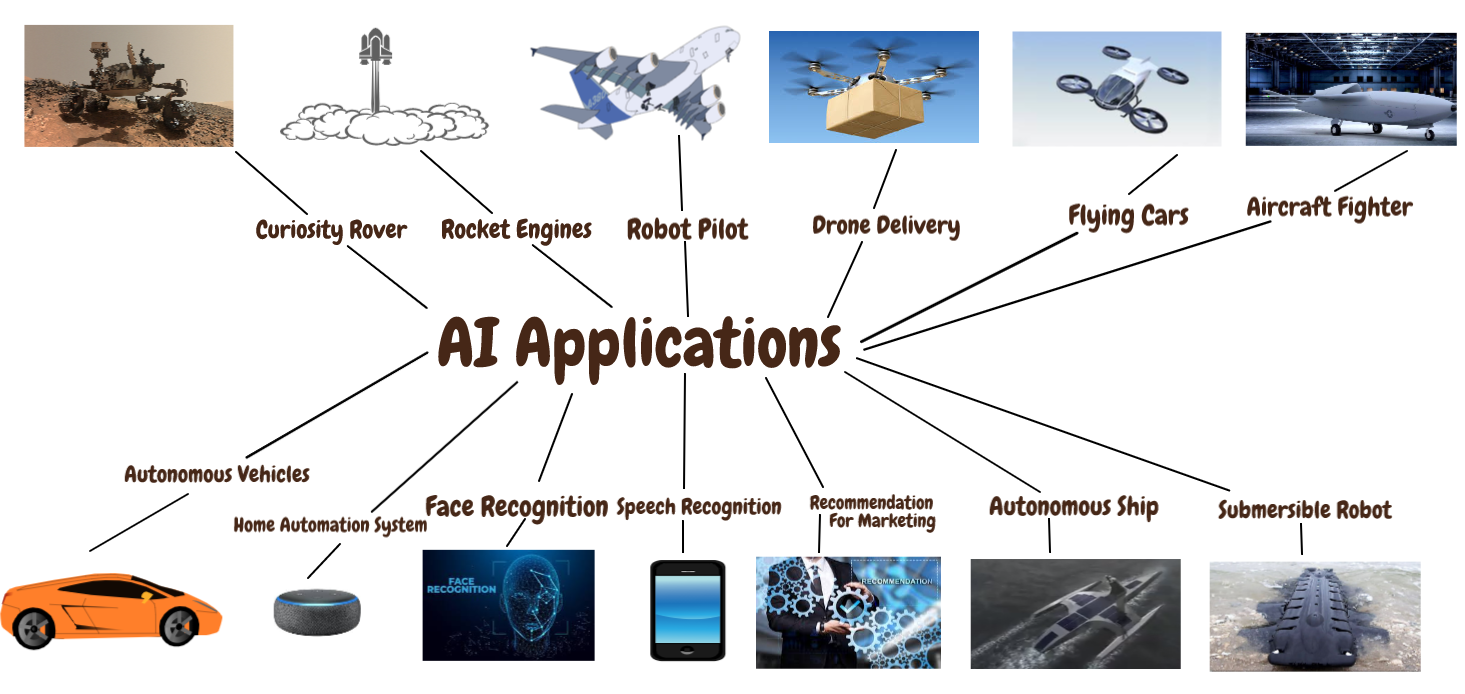 Curiosity Rover
Rocket Engines
Robot Pilot
Drone Delivery
Flying Cars
Aircraft Fighter
AI Applications
Autonomous Vehicles
Home Automation System
Face Recognition
Speech Recognition
Recommendation
For Marketing
Autonomous Ship
Submersible Robot
FACE
RECOGNITION
RECOMMENDATION